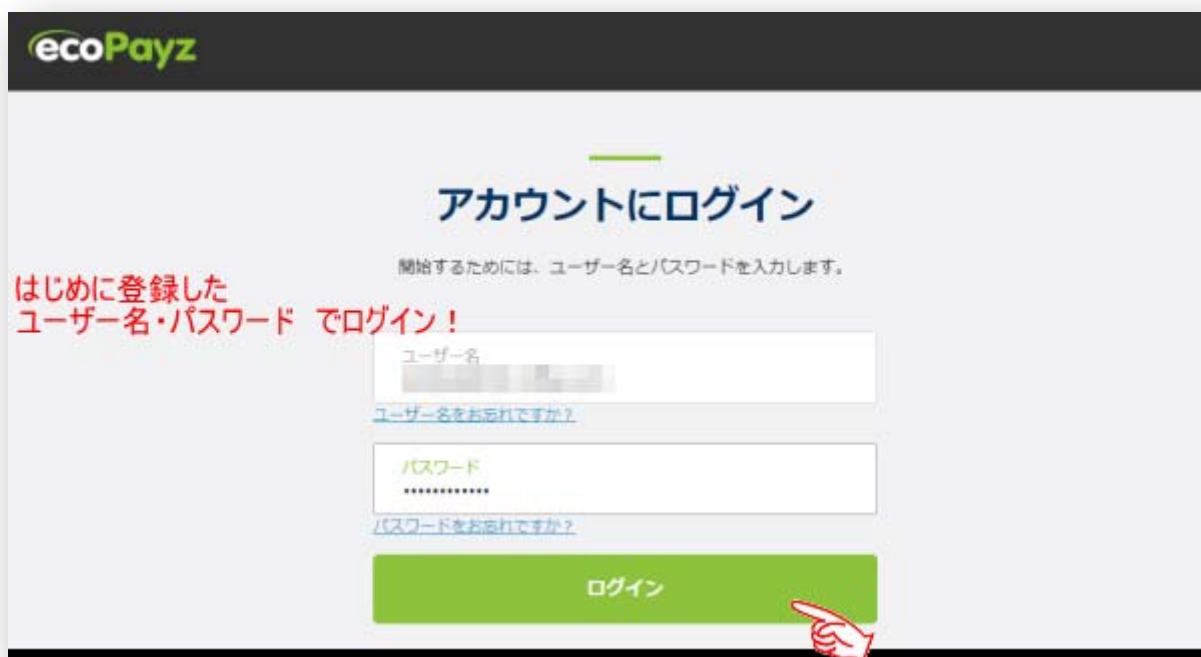 ecoPayz
アカウントにログイン
開始するためには、ユーザー名とパスワードを入力します。
はじめに登録した
ユーザー名・パスワード でログイン！
ユーザー名
ユーザー名をお忘れですか？
パスワード
••••••••••••
パスワードをお忘れですか？
ログイン